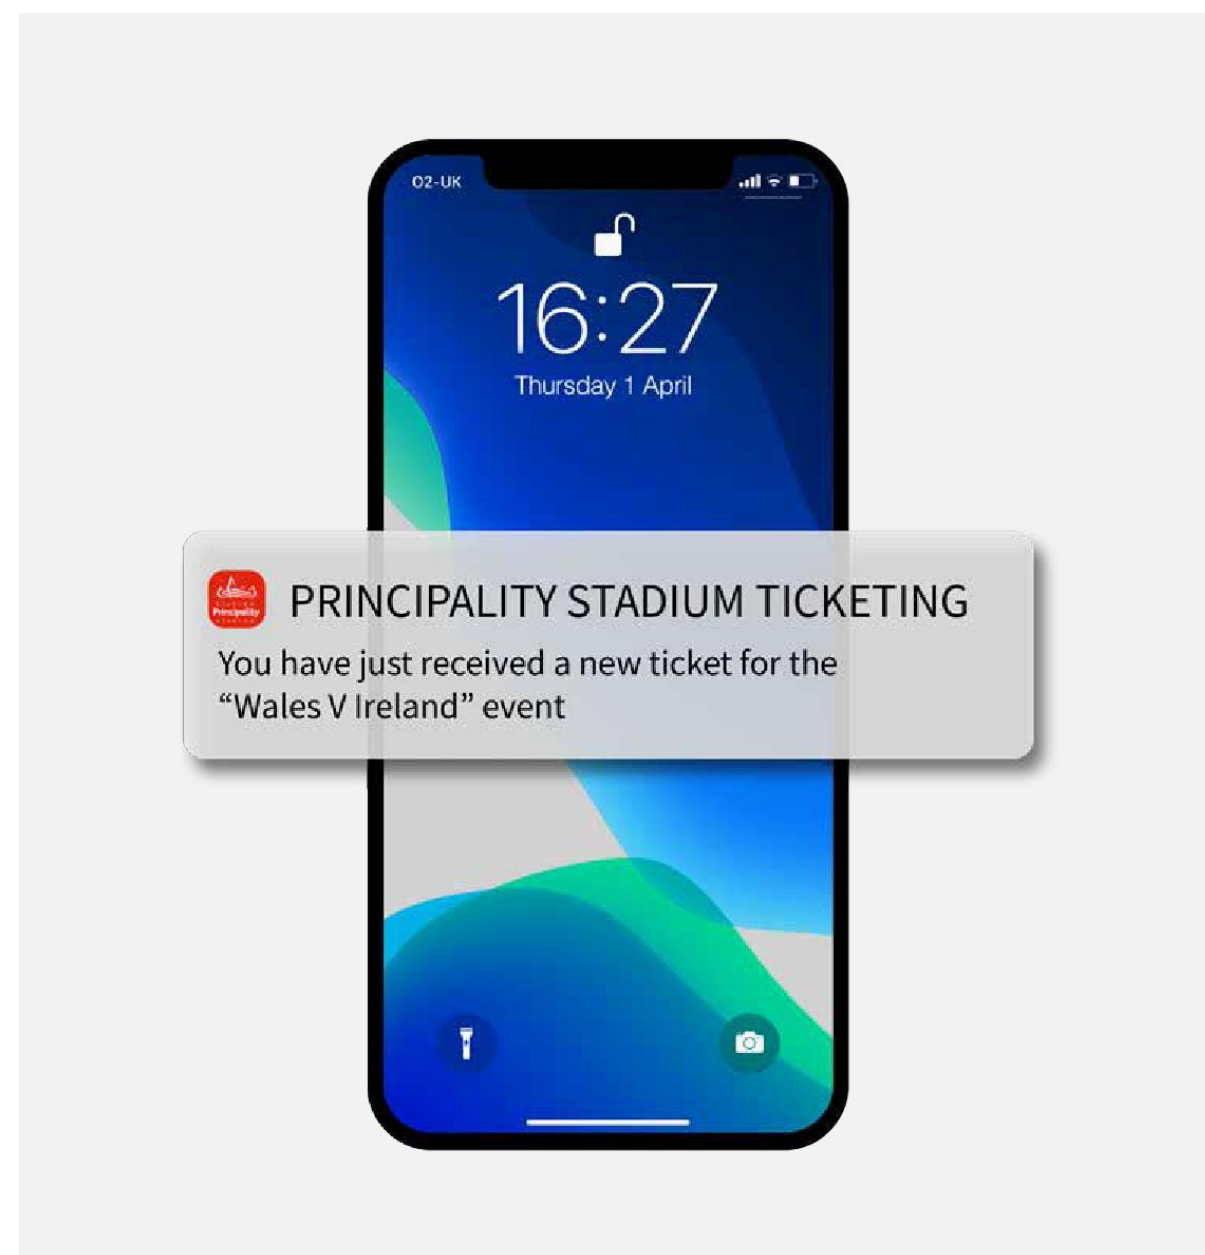 O2-UK
16:27
Thursday 1 April
PRINCIPALITY STADIUM TICKETING
Principality
You have just received a new ticket for the
“Wales V Ireland” event